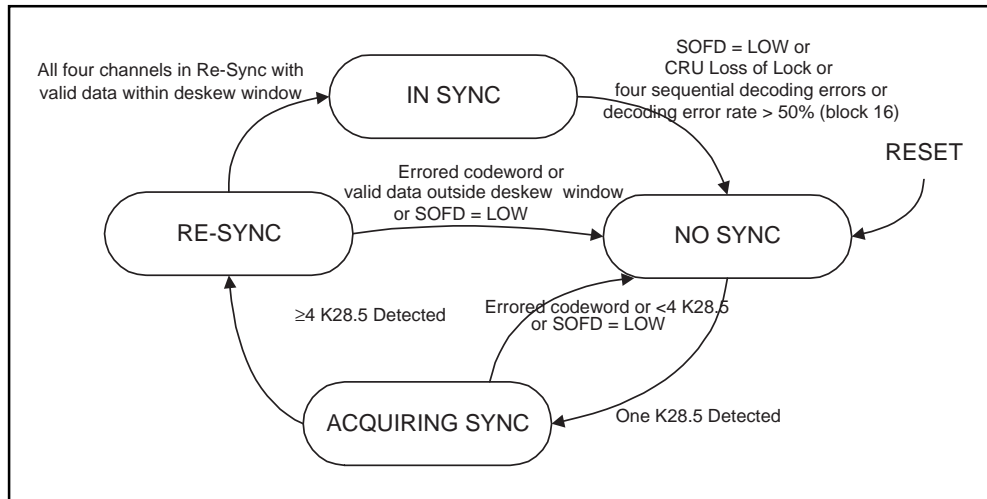 All four channels in Re-Sync with
valid data within deskew window
IN SYNC
SOFD = LOW or
CRU Loss of Lock or
four sequential decoding errors or
decoding error rate > 50% (block 16)
RESET
Errored codeword or
valid data outside deskew window
or SOFD = LOW
RE-SYNC
NO SYNC
≥4 K28.5 Detected
Errored codeword or <4 K28.5
or SOFD = LOW
ACQUIRING SYNC
One K28.5 Detected